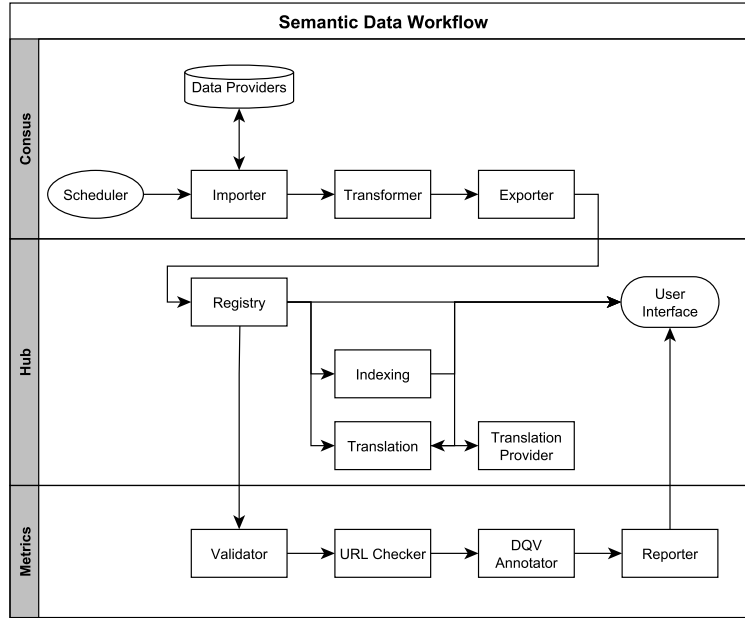 Semantic Data Workflow
Consus
Data Providers
Scheduler
Importer
Transformer
Exporter
Hub
Registry
User
Interface
Indexing
Translation
Translation
Provider
Metrics
Validator
URL Checker
DQV
Annotator
Reporter